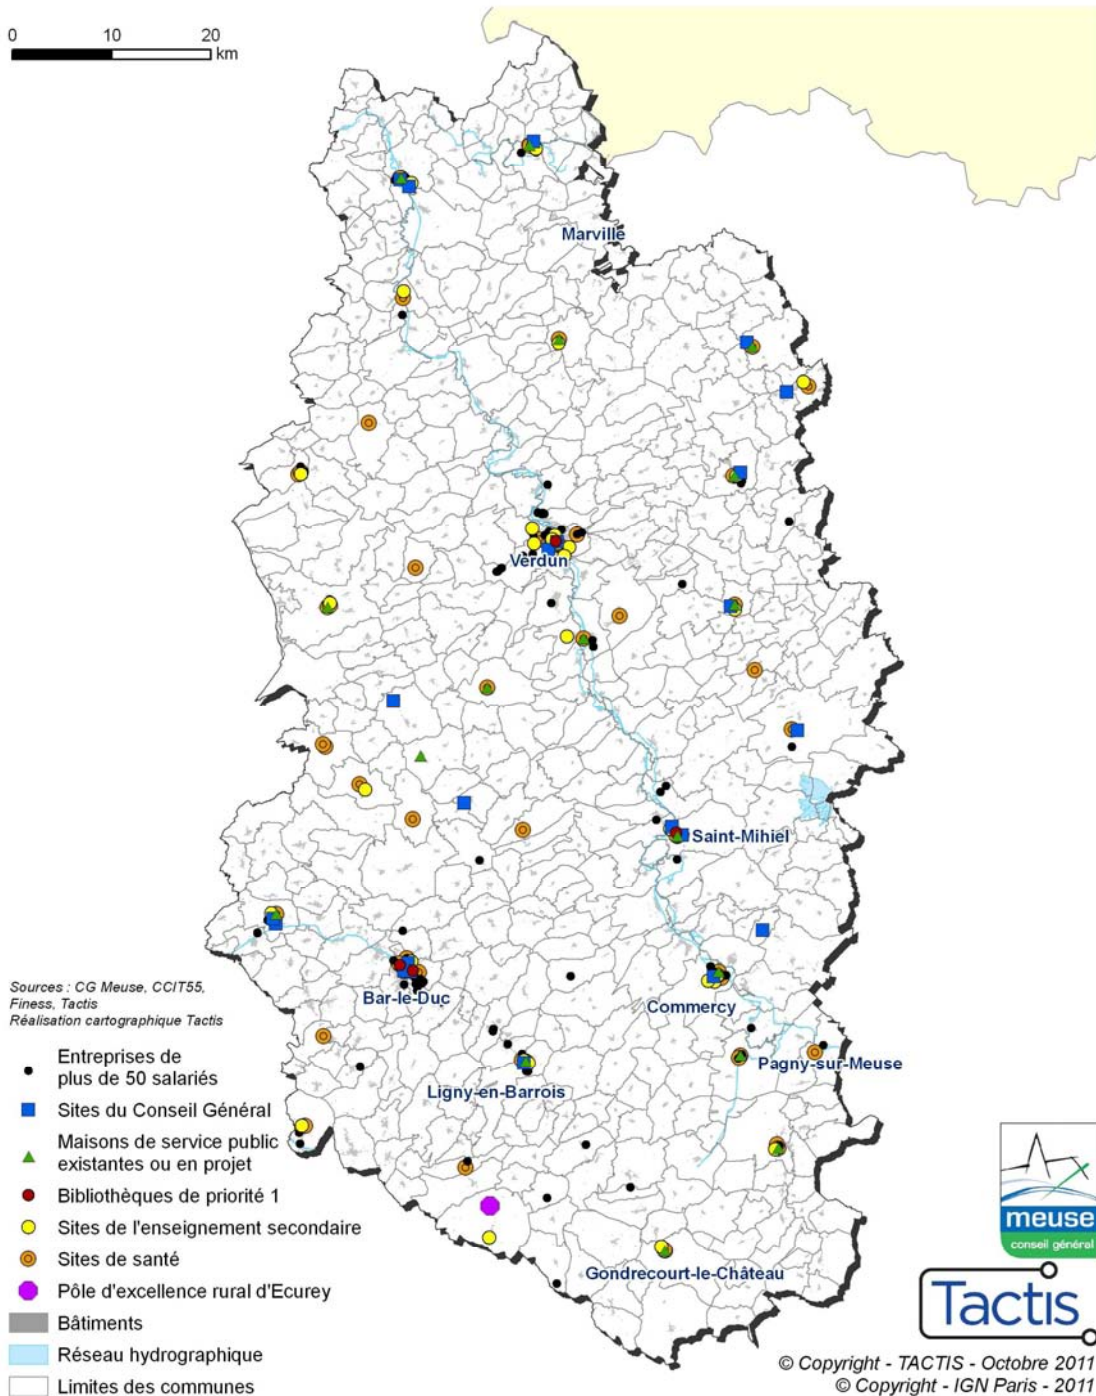 0 10 20
km
Marville
Verdun
Saint-Mihiel
Bar-le-Duc
Commercy
Pagny-sur-Meuse
Ligny-en-Barrois
Gondrecourt-le-Château
Sources : CG Meuse, CCIT55,
Finess, Tactis
Réalisation cartographique Tactis
Entreprises de
plus de 50 salariés
Sites du Conseil Général
Maisons de service public
existantes ou en projet
Bibliothèques de priorité 1
Sites de l'enseignement secondaire
Sites de santé
Pôle d'excellence rural d'Ecurey
Bâtiments
Réseau hydrographique
Limites des communes
meuse
conseil général
Tactis
© Copyright - TACTIS - Octobre 2011
© Copyright - IGN Paris - 2011